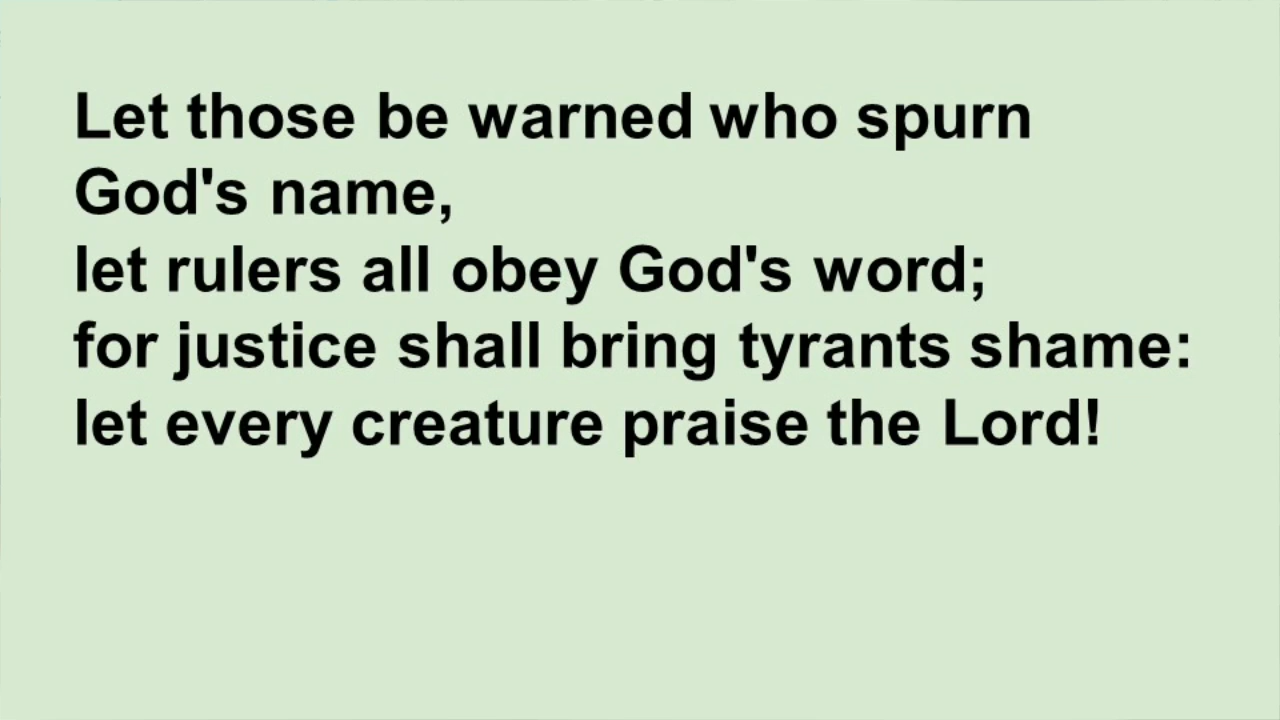 Let those be warned who spurn
God's name,
let rulers all obey God's word;
for justice shall bring tyrants shame:
let every creature praise the Lord!